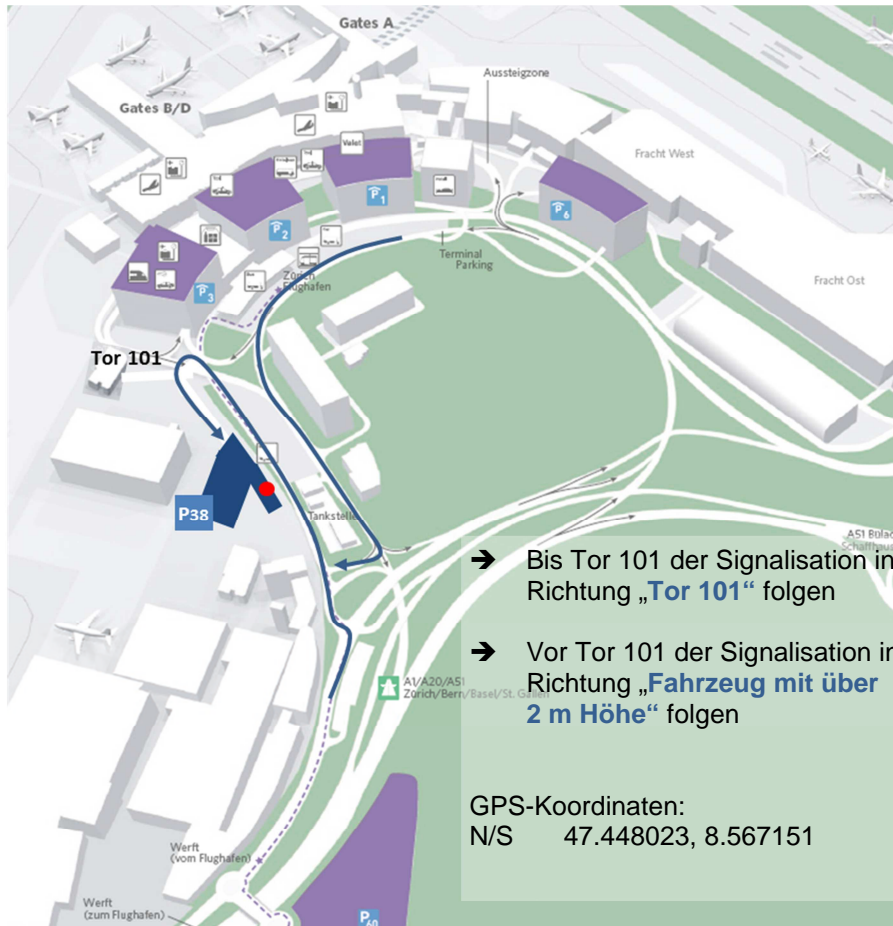 Gates A
Gates B/D
Aussteigzone
Fracht West
Valet
P1
P6
P2
Terminal
Parking
Fracht Ost
Zürich
Flughafen
P3
Tor 101
P38
Tankstelle
A51 Bülach
Schaffhaus
➔ Bis Tor 101 der Signalisation in
Richtung „Tor 101“ folgen
➔ Vor Tor 101 der Signalisation in
Richtung „Fahrzeug mit über
2 m Höhe“ folgen
A1/A20/A51
Zürich/Bern/Basel/St. Gallen
GPS-Koordinaten:
N/S 47.448023, 8.567151
Werft
(vom Flughafen)
Werft
(zum Flughafen)
P60